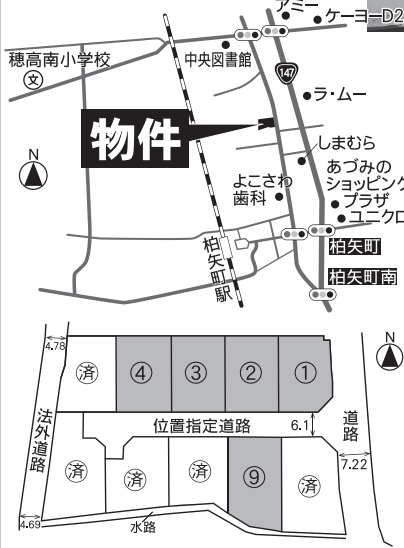 アミー
ケーヨーD2
穂高南小学校
文
中央図書館
147
ラ・ムー
物件
しまむら
N
よこさわ
歯科
あづみの
ショッピング
プラザ
ユニクロ
柏矢町
柏矢町駅
柏矢町南
4.78
済
④
③
②
①
N
法外道路
位置指定道路
6.1
道路
7.22
済
済
済
⑨
済
4.69
水路